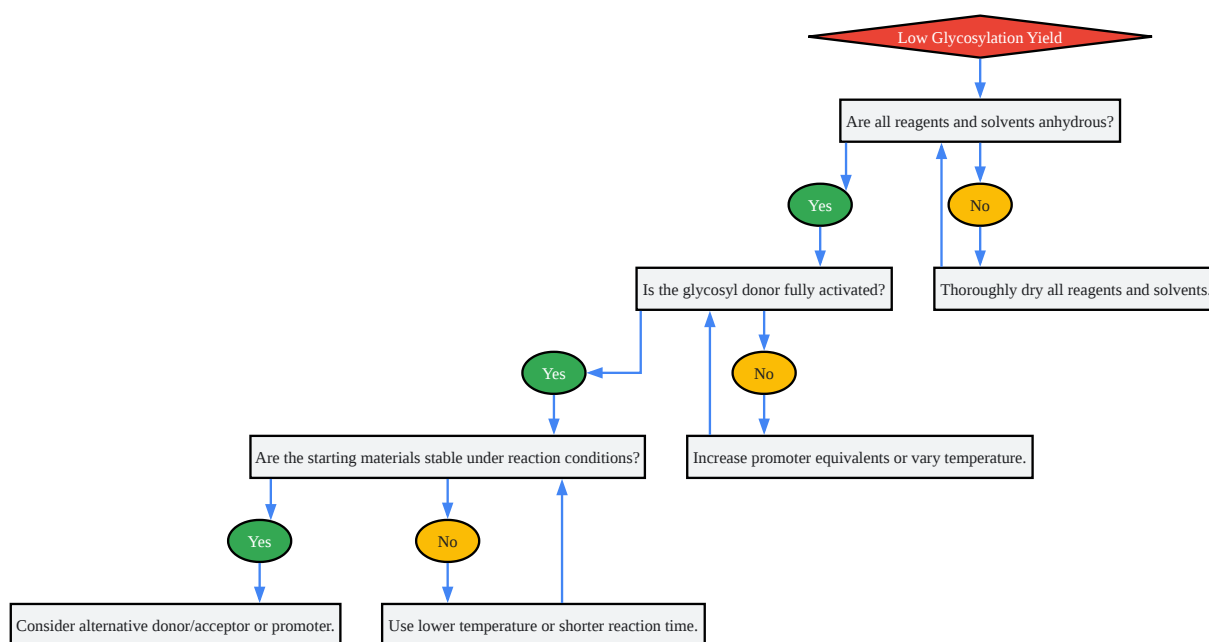 Low Glycosylation Yield
Are all reagents and solvents anhydrous?
Yes
No
Is the glycosyl donor fully activated?
Thoroughly dry all reagents and solvents.
Yes
No
Are the starting materials stable under reaction conditions?
Increase promoter equivalents or vary temperature.
Yes
No
Consider alternative donor/acceptor or promoter.
Use lower temperature or shorter reaction time.